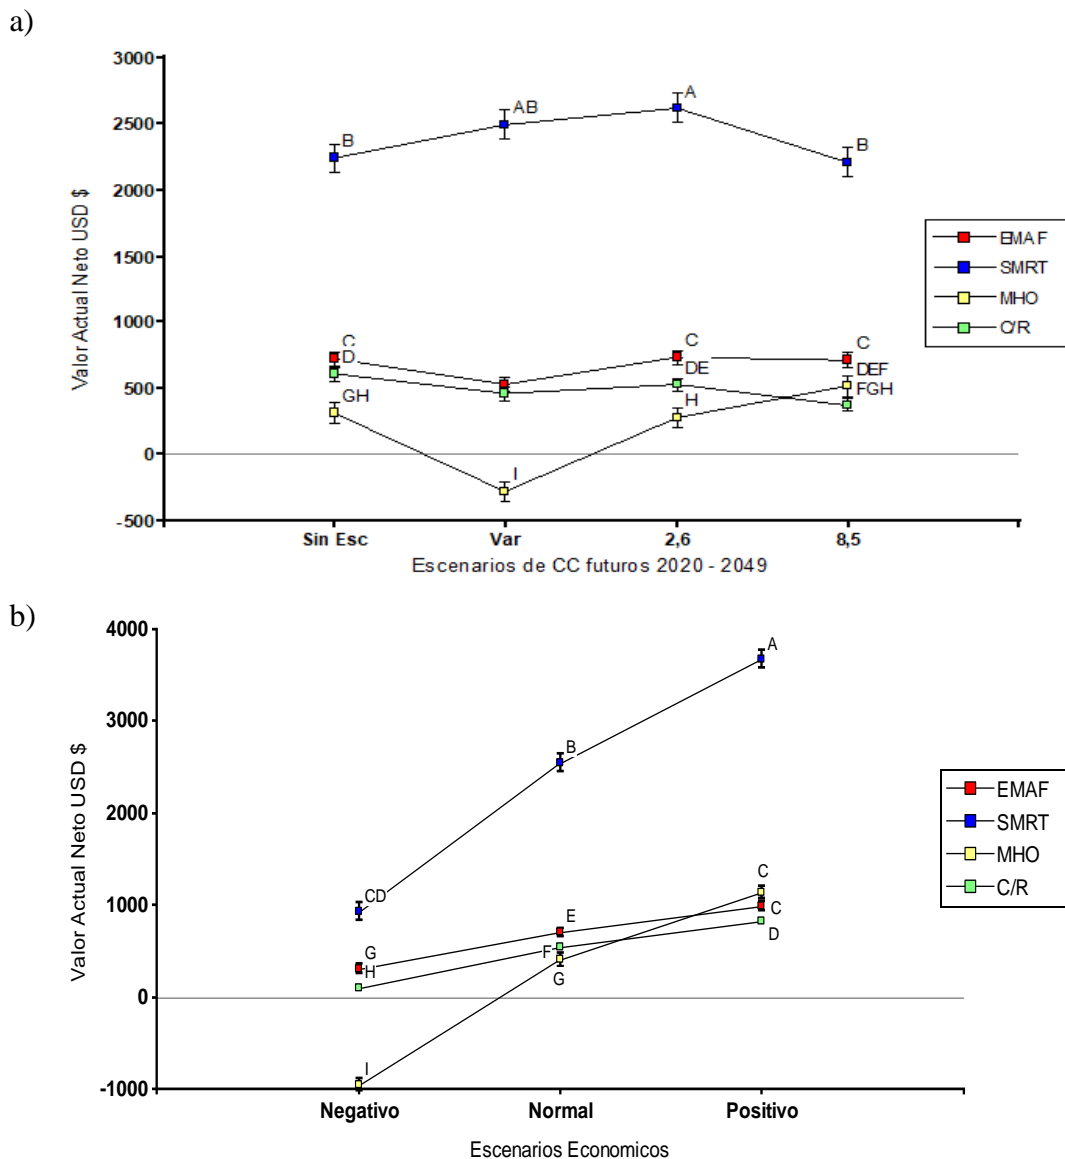 a)
3000
2500
2000
1500
1000
500
0
-500
Valor Actual Neto USD $
B
AB
A
B
C
D
C
DE
C
DEF
FGH
GH
I
H
EMAF
SMRT
MHO
C/R
Sin Esc Var 2,6 8,5
Escenarios de CC futuros 2020 - 2049
b)
4000
3000
2000
1000
0
-1000
Valor Actual Neto USD $
A
B
CD
C
C
D
E
F
G
G
H
I
EMAF
SMRT
MHO
C/R
Negativo Normal Positivo
Escenarios Economicos